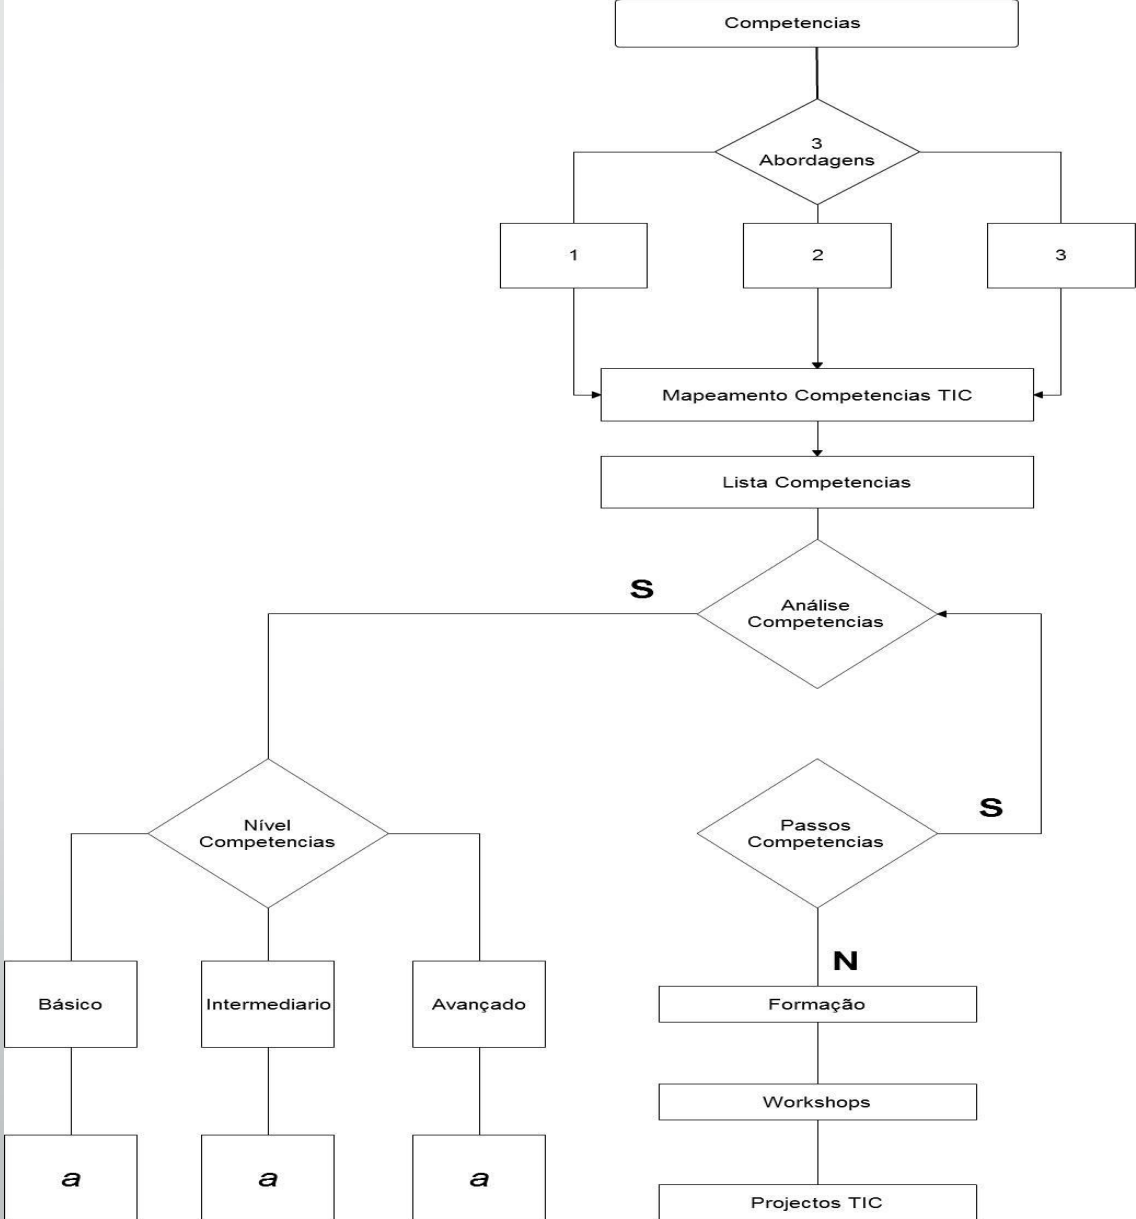 Competencias
3
Abordagens
1
2
3
Mapeamento Competencias TIC
Lista Competencias
S
Análise
Competencias
Nível
Competencias
Passos
Competencias
S
N
Básico
Intermediario
Avançado
Formação
Workshops
a
a
a
Projectos TIC